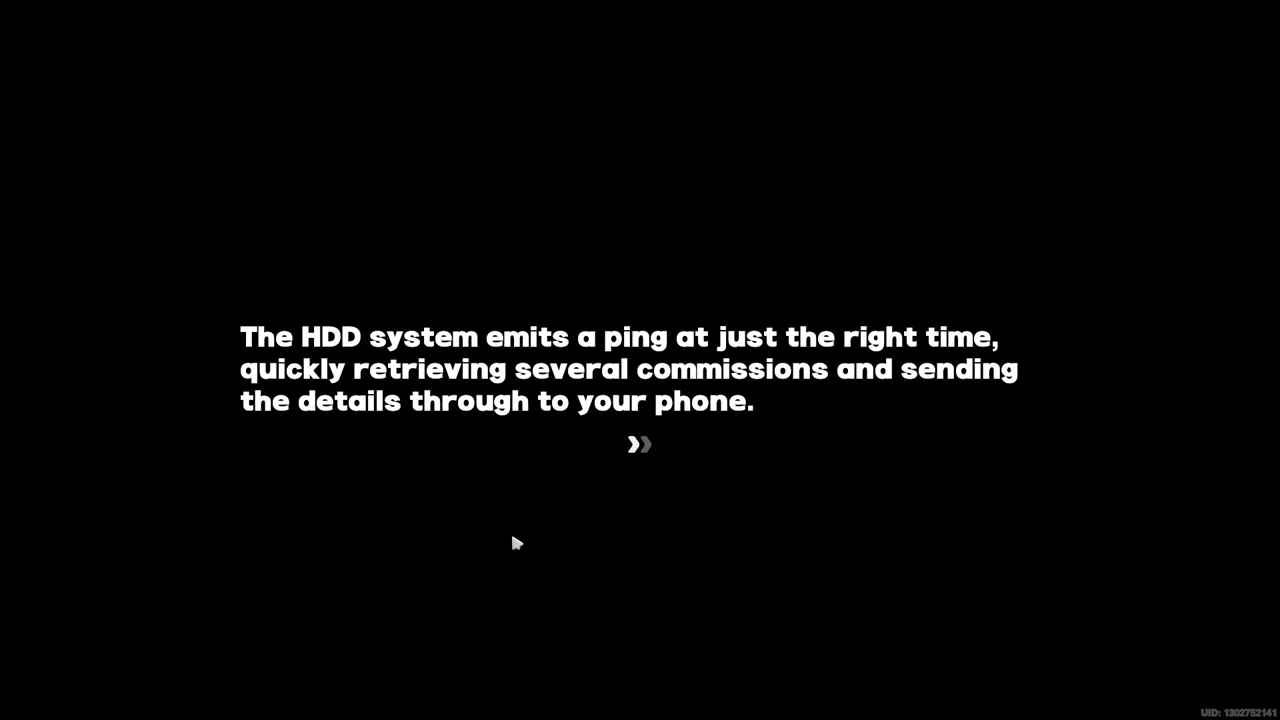 The HDD system emits a ping at just the right time,
quickly retrieving several commissions and sending
the details through to your phone.
UID: 1302752141